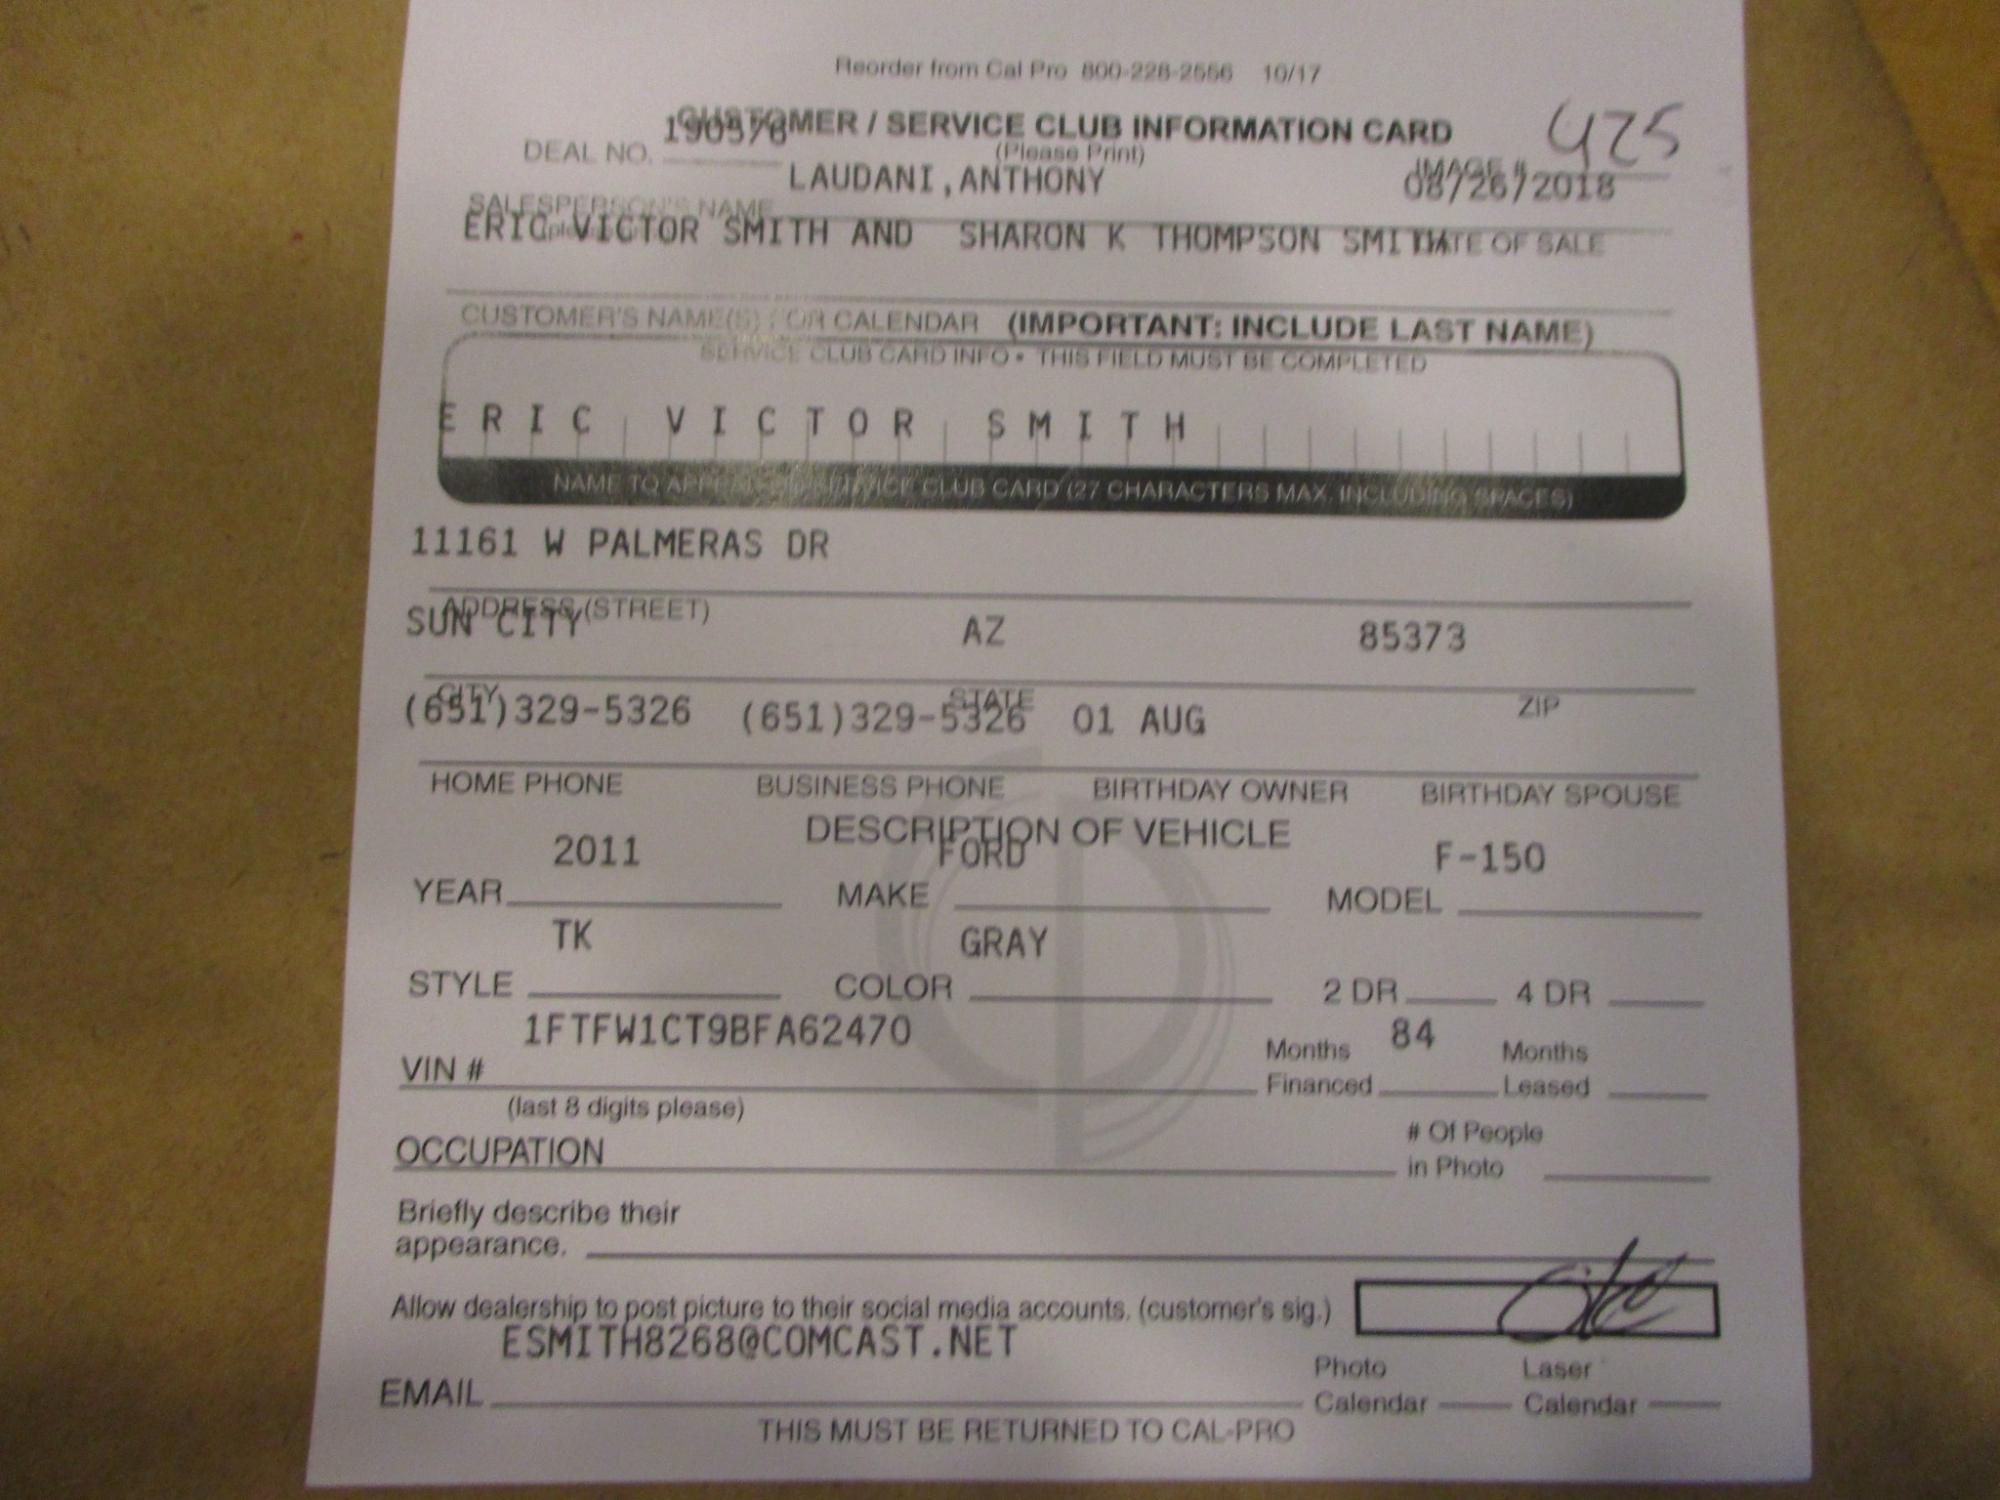 Reorder from Cal Pro 800-228-2556 10/17
CUSTOMER / SERVICE CLUB INFORMATION CARD
(Please Print)
425
DEAL NO. 190576
IMAGE #
LAUDANI,ANTHONY 08/26/2018
SALESPERSON'S NAME DATE OF SALE
ERIC VICTOR SMITH AND SHARON K THOMPSON SMITH
CUSTOMER'S NAME(S) FOR CALENDAR (IMPORTANT: INCLUDE LAST NAME)
SERVICE CLUB CARD INFO • THIS FIELD MUST BE COMPLETED
ERIC VICTOR SMITH
NAME TO APPEAR ON SERVICE CLUB CARD (27 CHARACTERS MAX. INCLUDING SPACES)
11161 W PALMERAS DR
ADDRESS (STREET)
SUN CITY AZ 85373
CITY STATE ZIP
(651)329-5326 (651)329-5326 01 AUG
HOME PHONE BUSINESS PHONE BIRTHDAY OWNER BIRTHDAY SPOUSE
DESCRIPTION OF VEHICLE
2011 FORD F-150
YEAR MAKE MODEL
TK GRAY
STYLE COLOR 2 DR 4 DR
1FTFW1CT9BFA62470 84
VIN # Months Financed Months Leased
(last 8 digits please)
OCCUPATION # Of People in Photo
Briefly describe their
appearance.
Allow dealership to post picture to their social media accounts. (customer's sig.)
ESMITH8268@COMCAST.NET
EMAIL Photo Calendar Laser Calendar
THIS MUST BE RETURNED TO CAL-PRO